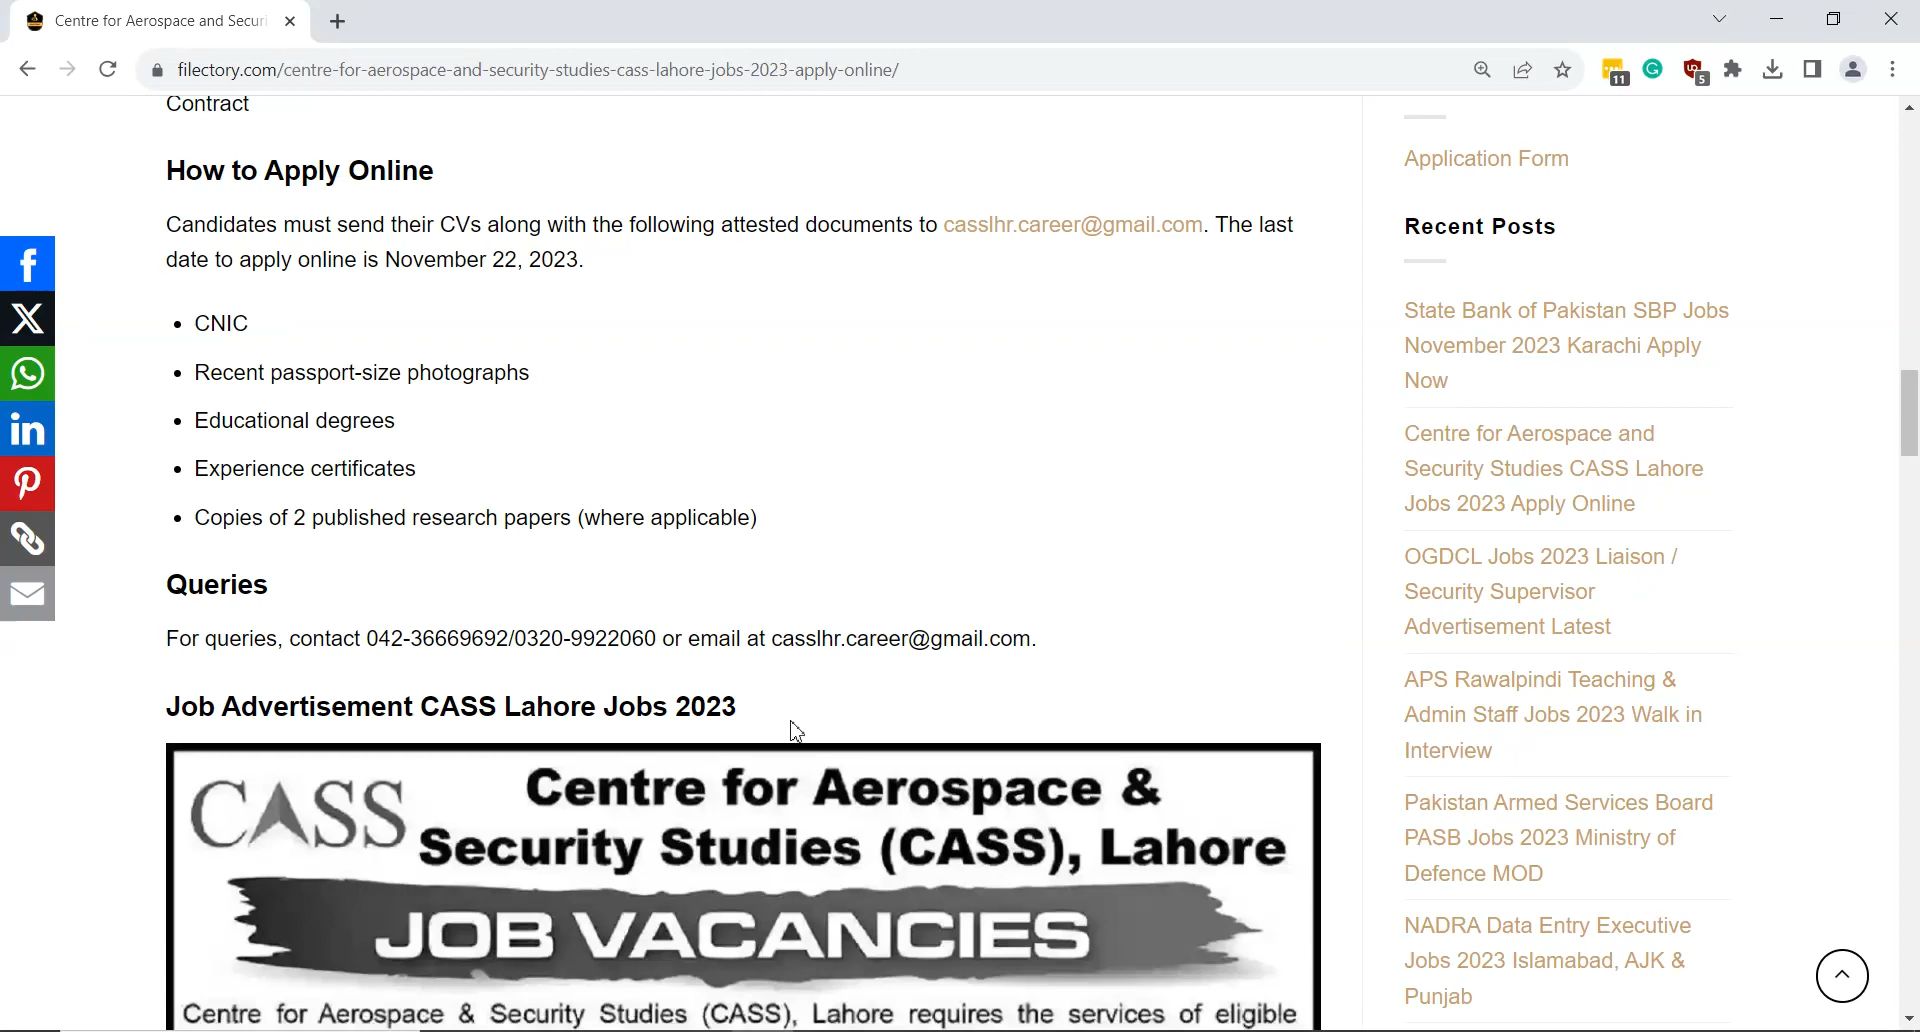 Centre for Aerospace and Securi
filectory.com/centre-for-aerospace-and-security-studies-cass-lahore-jobs-2023-apply-online/
11
5
Contract
How to Apply Online
Candidates must send their CVs along with the following attested documents to casslhr.career@gmail.com. The last
date to apply online is November 22, 2023.
• CNIC
• Recent passport-size photographs
• Educational degrees
• Experience certificates
• Copies of 2 published research papers (where applicable)
Queries
For queries, contact 042-36669692/0320-9922060 or email at casslhr.career@gmail.com.
Job Advertisement CASS Lahore Jobs 2023
CASS
Centre for Aerospace &
Security Studies (CASS), Lahore
JOB VACANCIES
Centre for Aerospace & Security Studies (CASS), Lahore requires the services of eligible
Application Form
Recent Posts
State Bank of Pakistan SBP Jobs
November 2023 Karachi Apply
Now
Centre for Aerospace and
Security Studies CASS Lahore
Jobs 2023 Apply Online
OGDCL Jobs 2023 Liaison /
Security Supervisor
Advertisement Latest
APS Rawalpindi Teaching &
Admin Staff Jobs 2023 Walk in
Interview
Pakistan Armed Services Board
PASB Jobs 2023 Ministry of
Defence MOD
NADRA Data Entry Executive
Jobs 2023 Islamabad, AJK &
Punjab